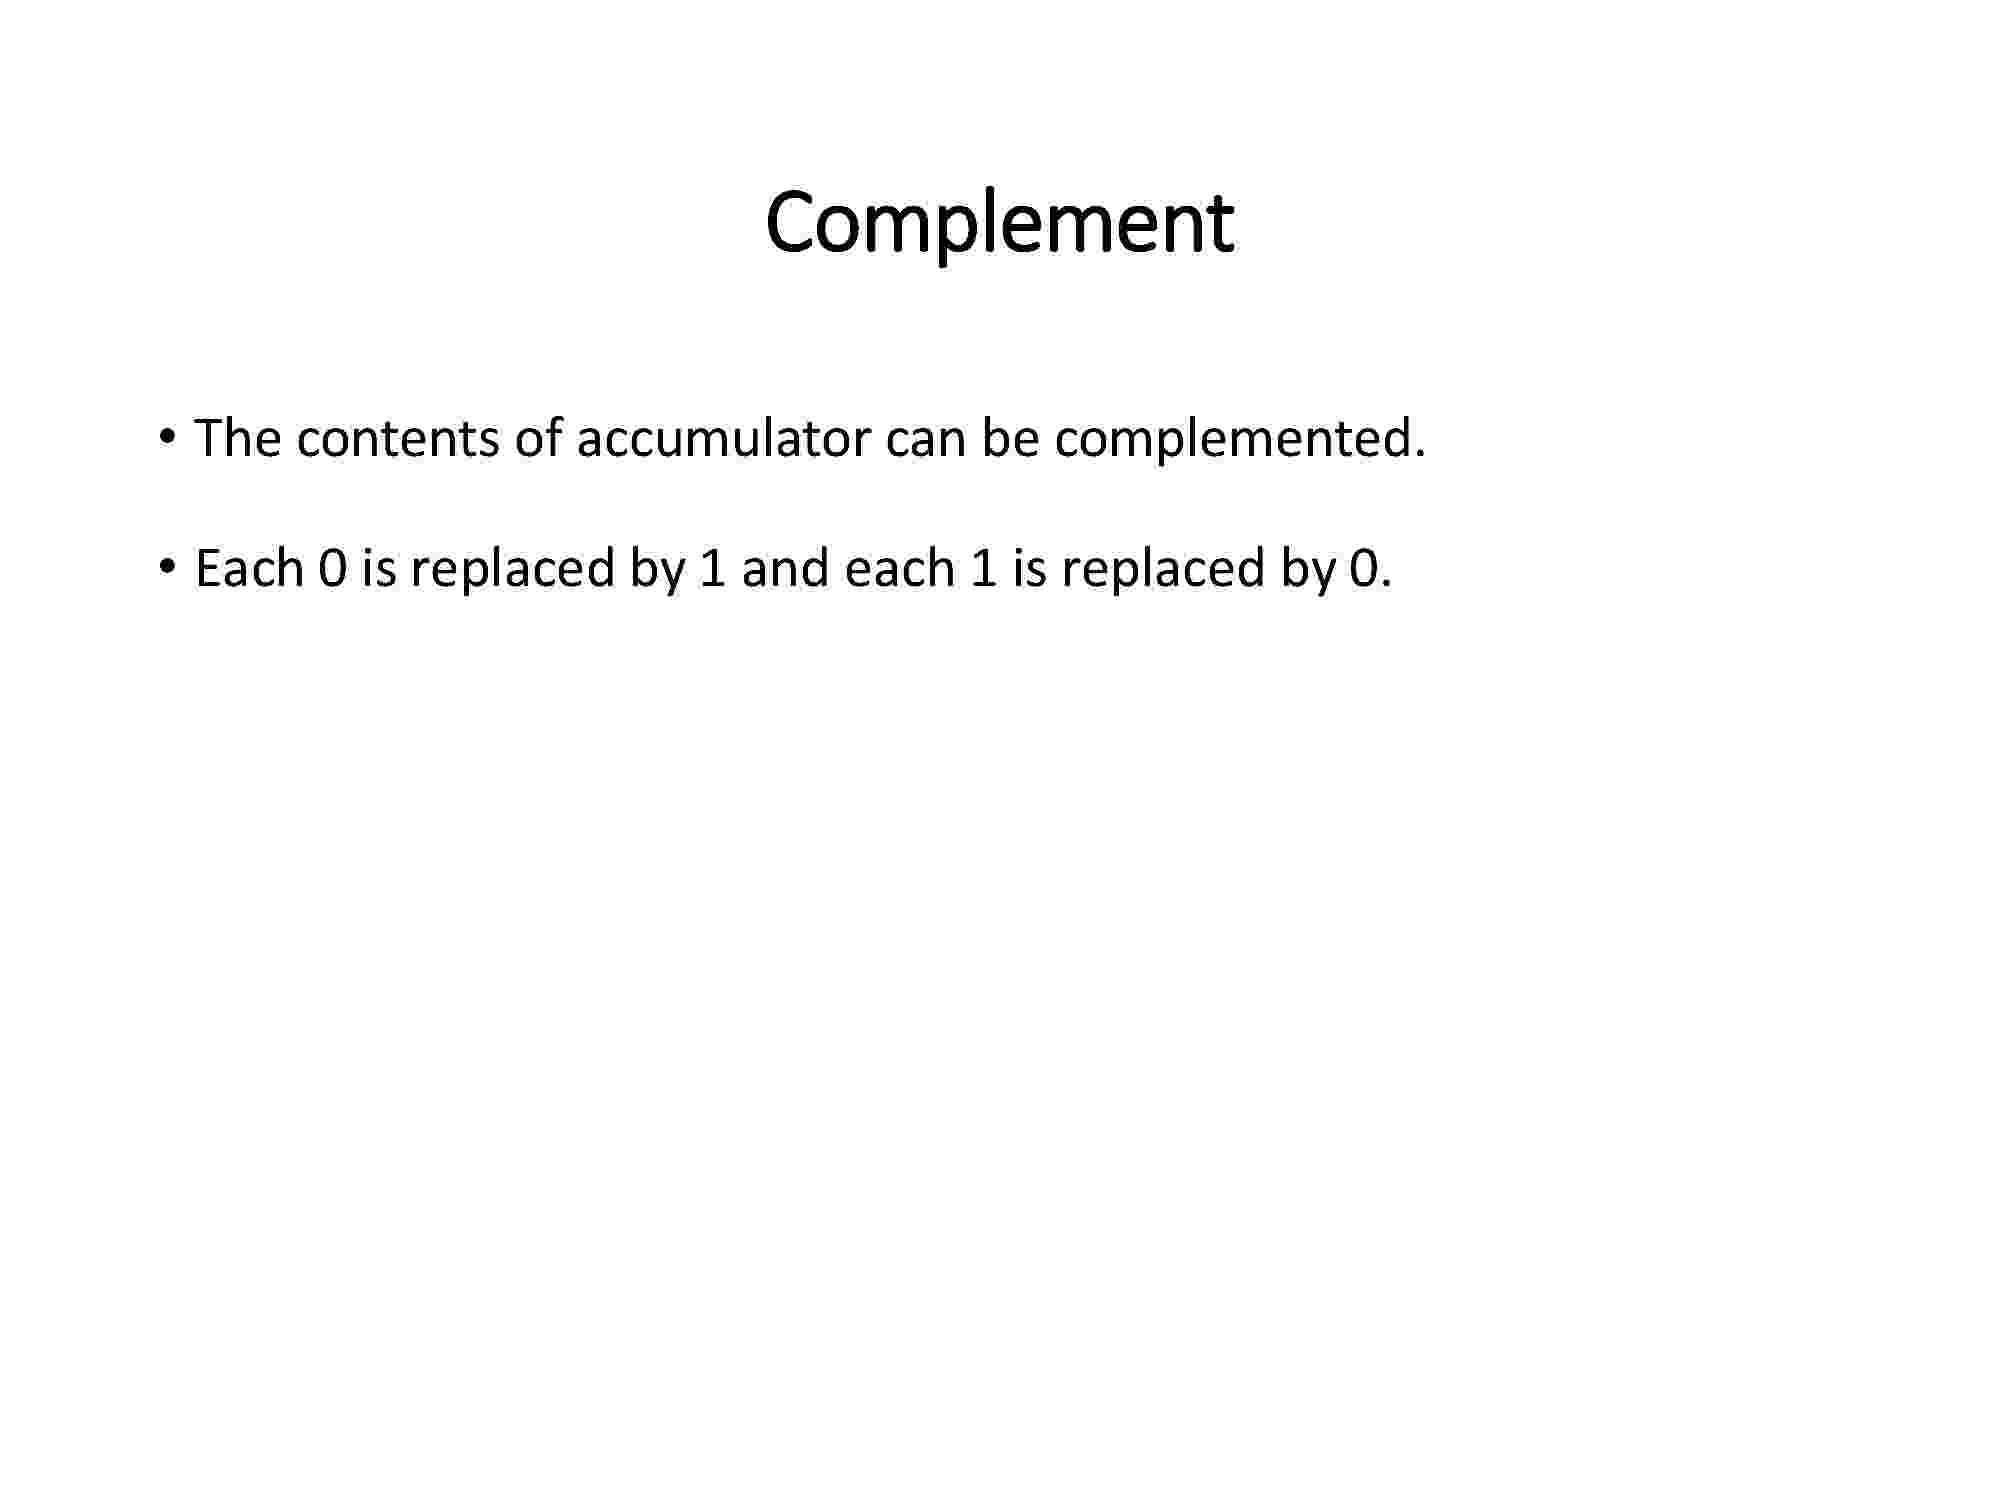 Complement
• The contents of accumulator can be complemented.
• Each 0 is replaced by 1 and each 1 is replaced by 0.